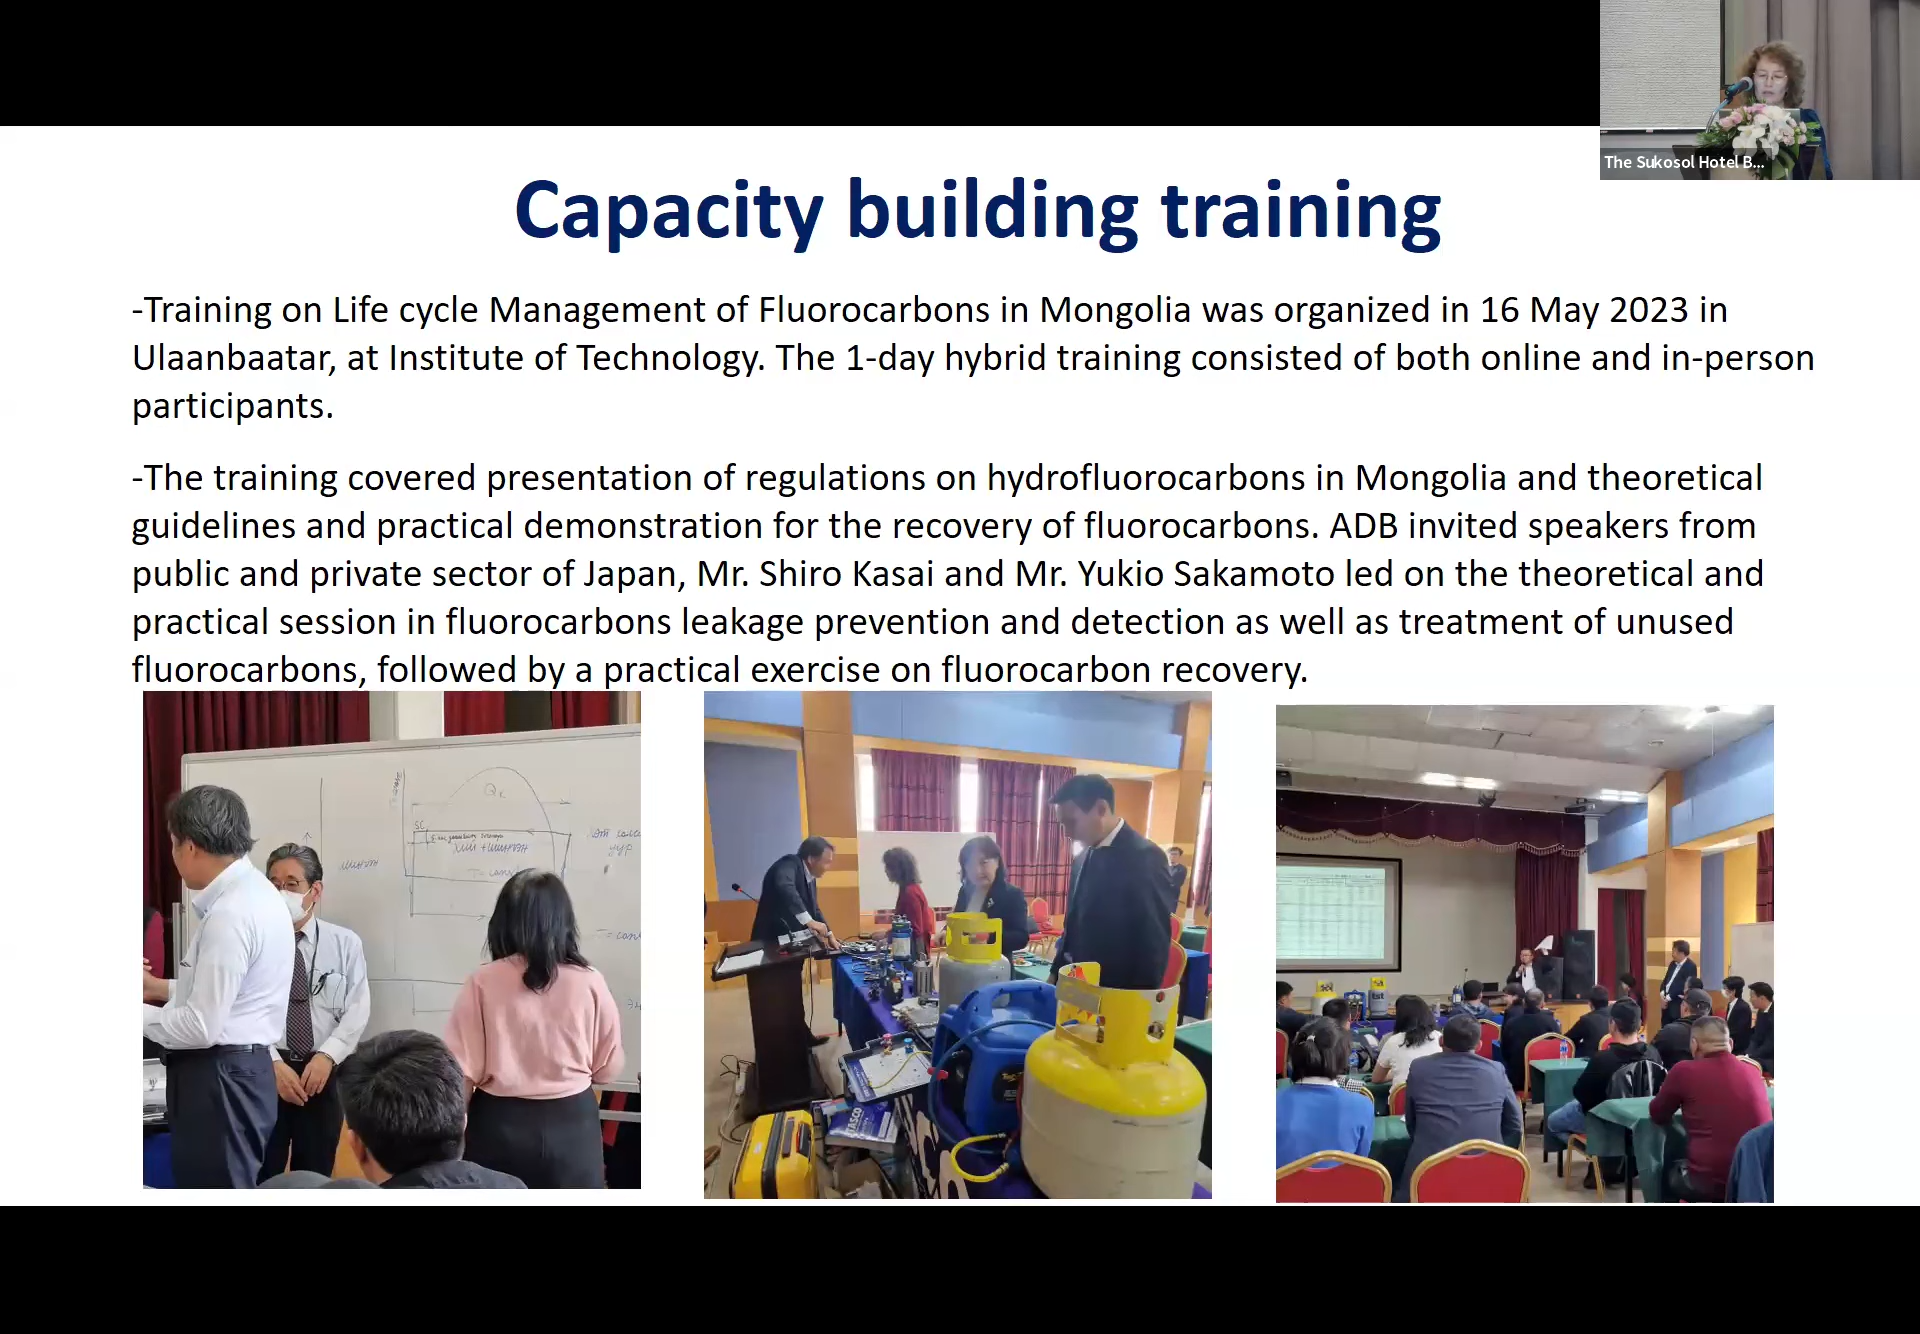 The Sukosol Hotel B...
Capacity building training
-Training on Life cycle Management of Fluorocarbons in Mongolia was organized in 16 May 2023 in
Ulaanbaatar, at Institute of Technology. The 1-day hybrid training consisted of both online and in-person
participants.
-The training covered presentation of regulations on hydrofluorocarbons in Mongolia and theoretical
guidelines and practical demonstration for the recovery of fluorocarbons. ADB invited speakers from
public and private sector of Japan, Mr. Shiro Kasai and Mr. Yukio Sakamoto led on the theoretical and
practical session in fluorocarbons leakage prevention and detection as well as treatment of unused
fluorocarbons, followed by a practical exercise on fluorocarbon recovery.
SC
TASCO
tst